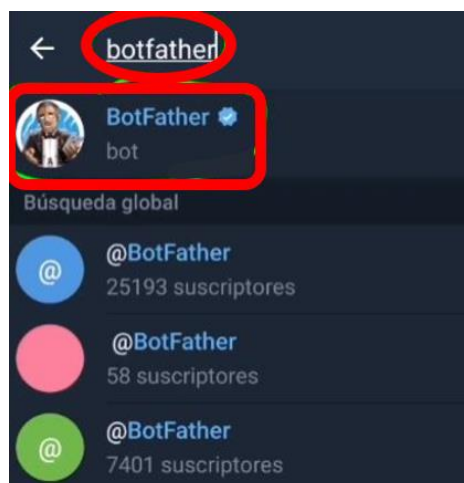 botfather
BotFather
bot
Búsqueda global
@
@BotFather
25193 suscriptores
@BotFather
58 suscriptores
@
@BotFather
7401 suscriptores